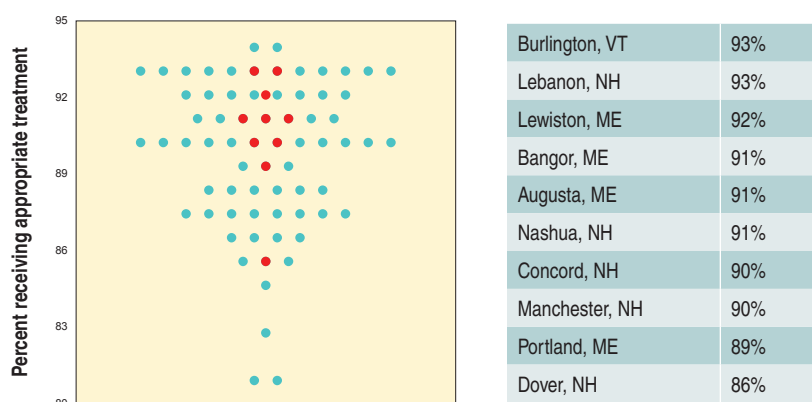 Percent receiving appropriate treatment
95
92
89
86
83
80
Burlington, VT 93%
Lebanon, NH 93%
Lewiston, ME 92%
Bangor, ME 91%
Augusta, ME 91%
Nashua, NH 91%
Concord, NH 90%
Manchester, NH 90%
Portland, ME 89%
Dover, NH 86%